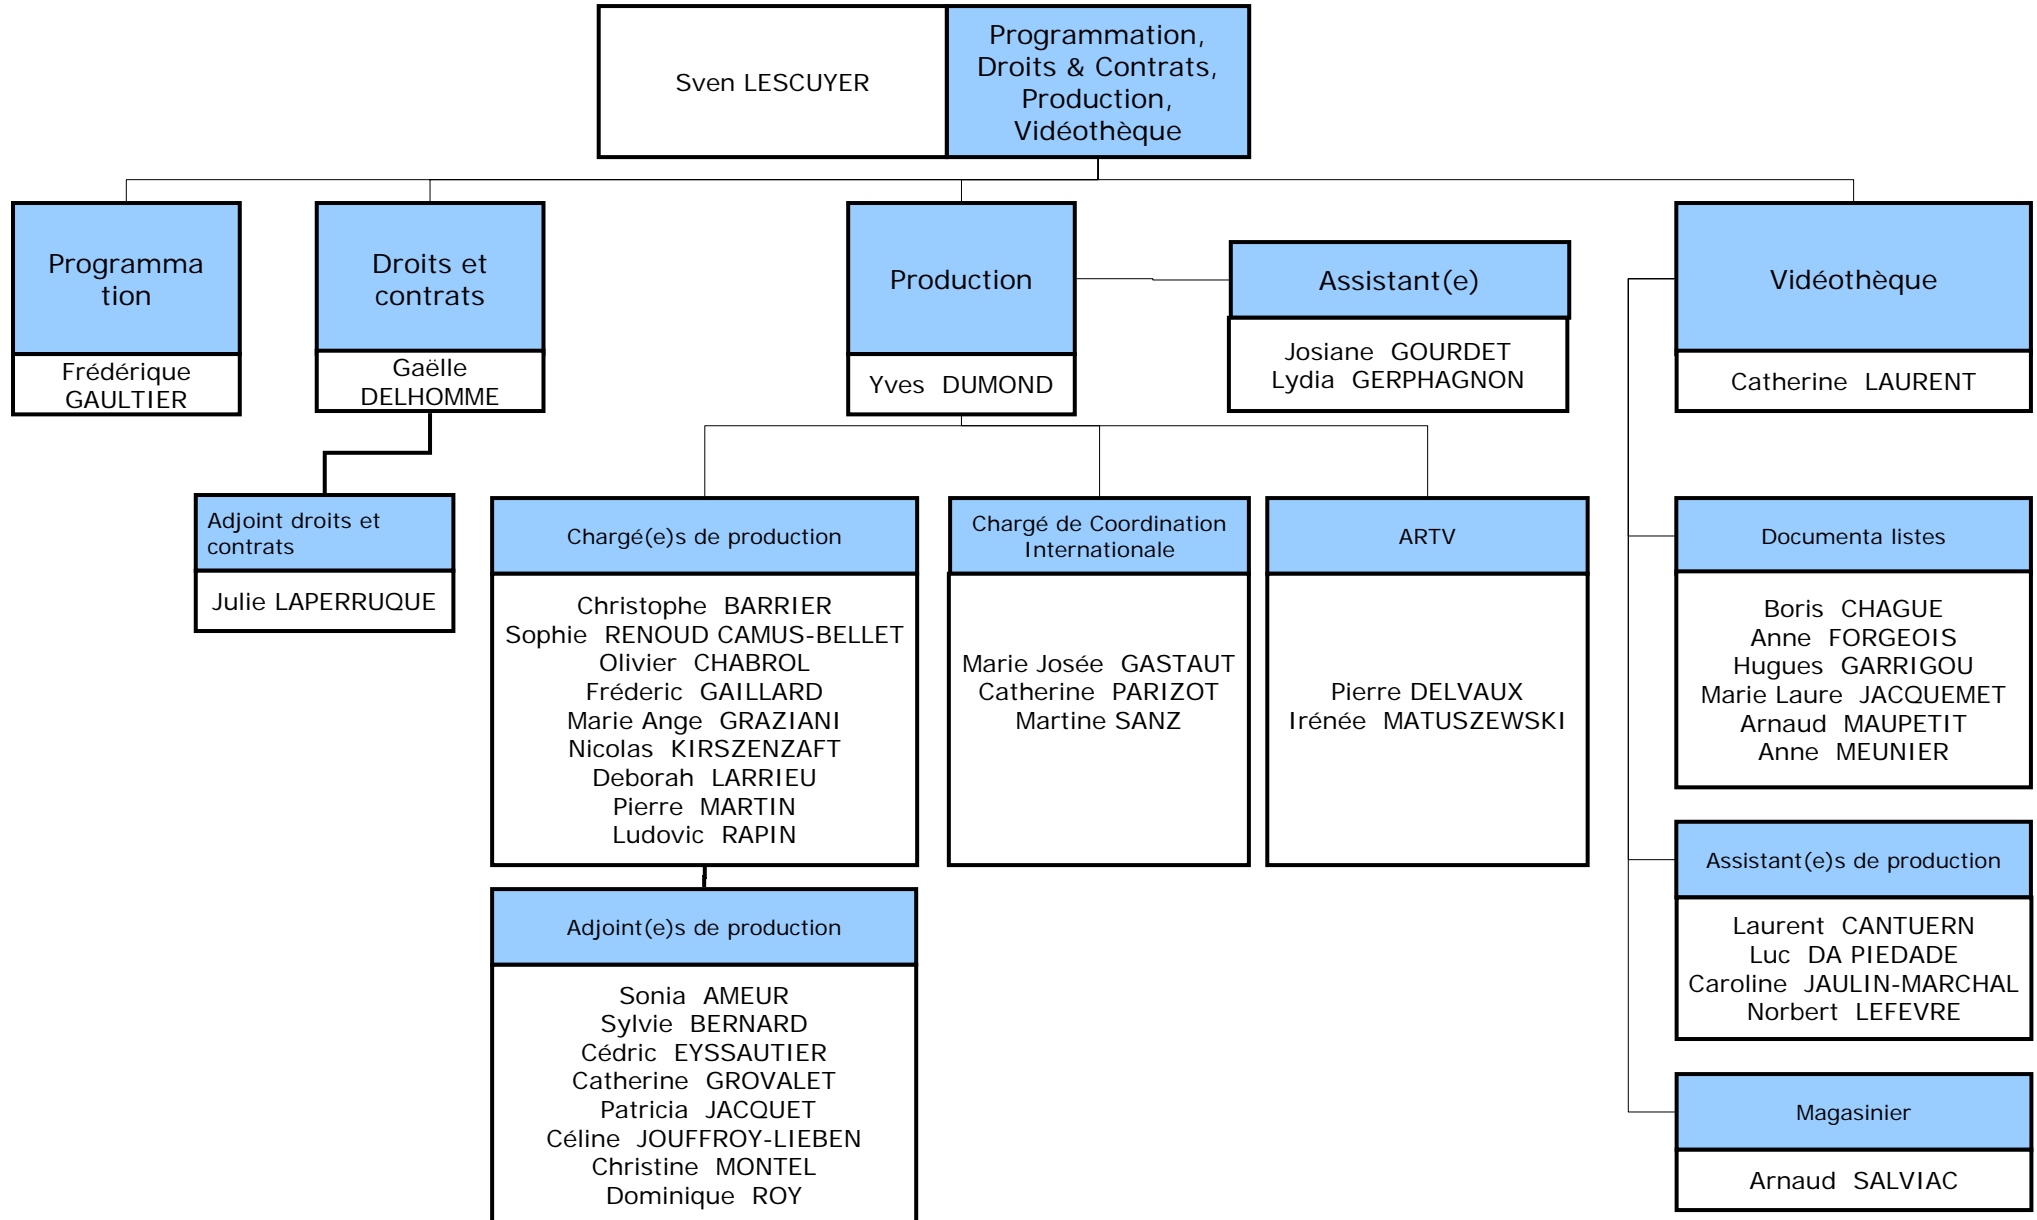 Sven LESCUYER
Programmation,
Droits & Contrats,
Production,
Vidéothèque
Programma
tion
Frédérique
GAULTIER
Droits et
contrats
Gaëlle
DELHOMME
Adjoint droits et
contrats
Julie LAPERRUQUE
Production
Yves DUMOND
Assistant(e)
Josiane GOURDET
Lydia GERPHAGNON
Chargé(e)s de production
Christophe BARRIER
Sophie RENOUD CAMUS-BELLET
Olivier CHABROL
Fréderic GAILLARD
Marie Ange GRAZIANI
Nicolas KIRSZENZAFT
Deborah LARRIEU
Pierre MARTIN
Ludovic RAPIN
Adjoint(e)s de production
Sonia AMEUR
Sylvie BERNARD
Cédric EYSSAUTIER
Catherine GROVALET
Patricia JACQUET
Céline JOUFFROY-LIEBEN
Christine MONTEL
Dominique ROY
Chargé de Coordination
Internationale
Marie Josée GASTAUT
Catherine PARIZOT
Martine SANZ
ARTV
Pierre DELVAUX
Irénée MATUSZEWSKI
Vidéothèque
Catherine LAURENT
Documenta listes
Boris CHAGUE
Anne FORGEOIS
Hugues GARRIGOU
Marie Laure JACQUEMET
Arnaud MAUPETIT
Anne MEUNIER
Assistant(e)s de production
Laurent CANTUERN
Luc DA PIEDADE
Caroline JAULIN-MARCHAL
Norbert LEFEVRE
Magasinier
Arnaud SALVIAC